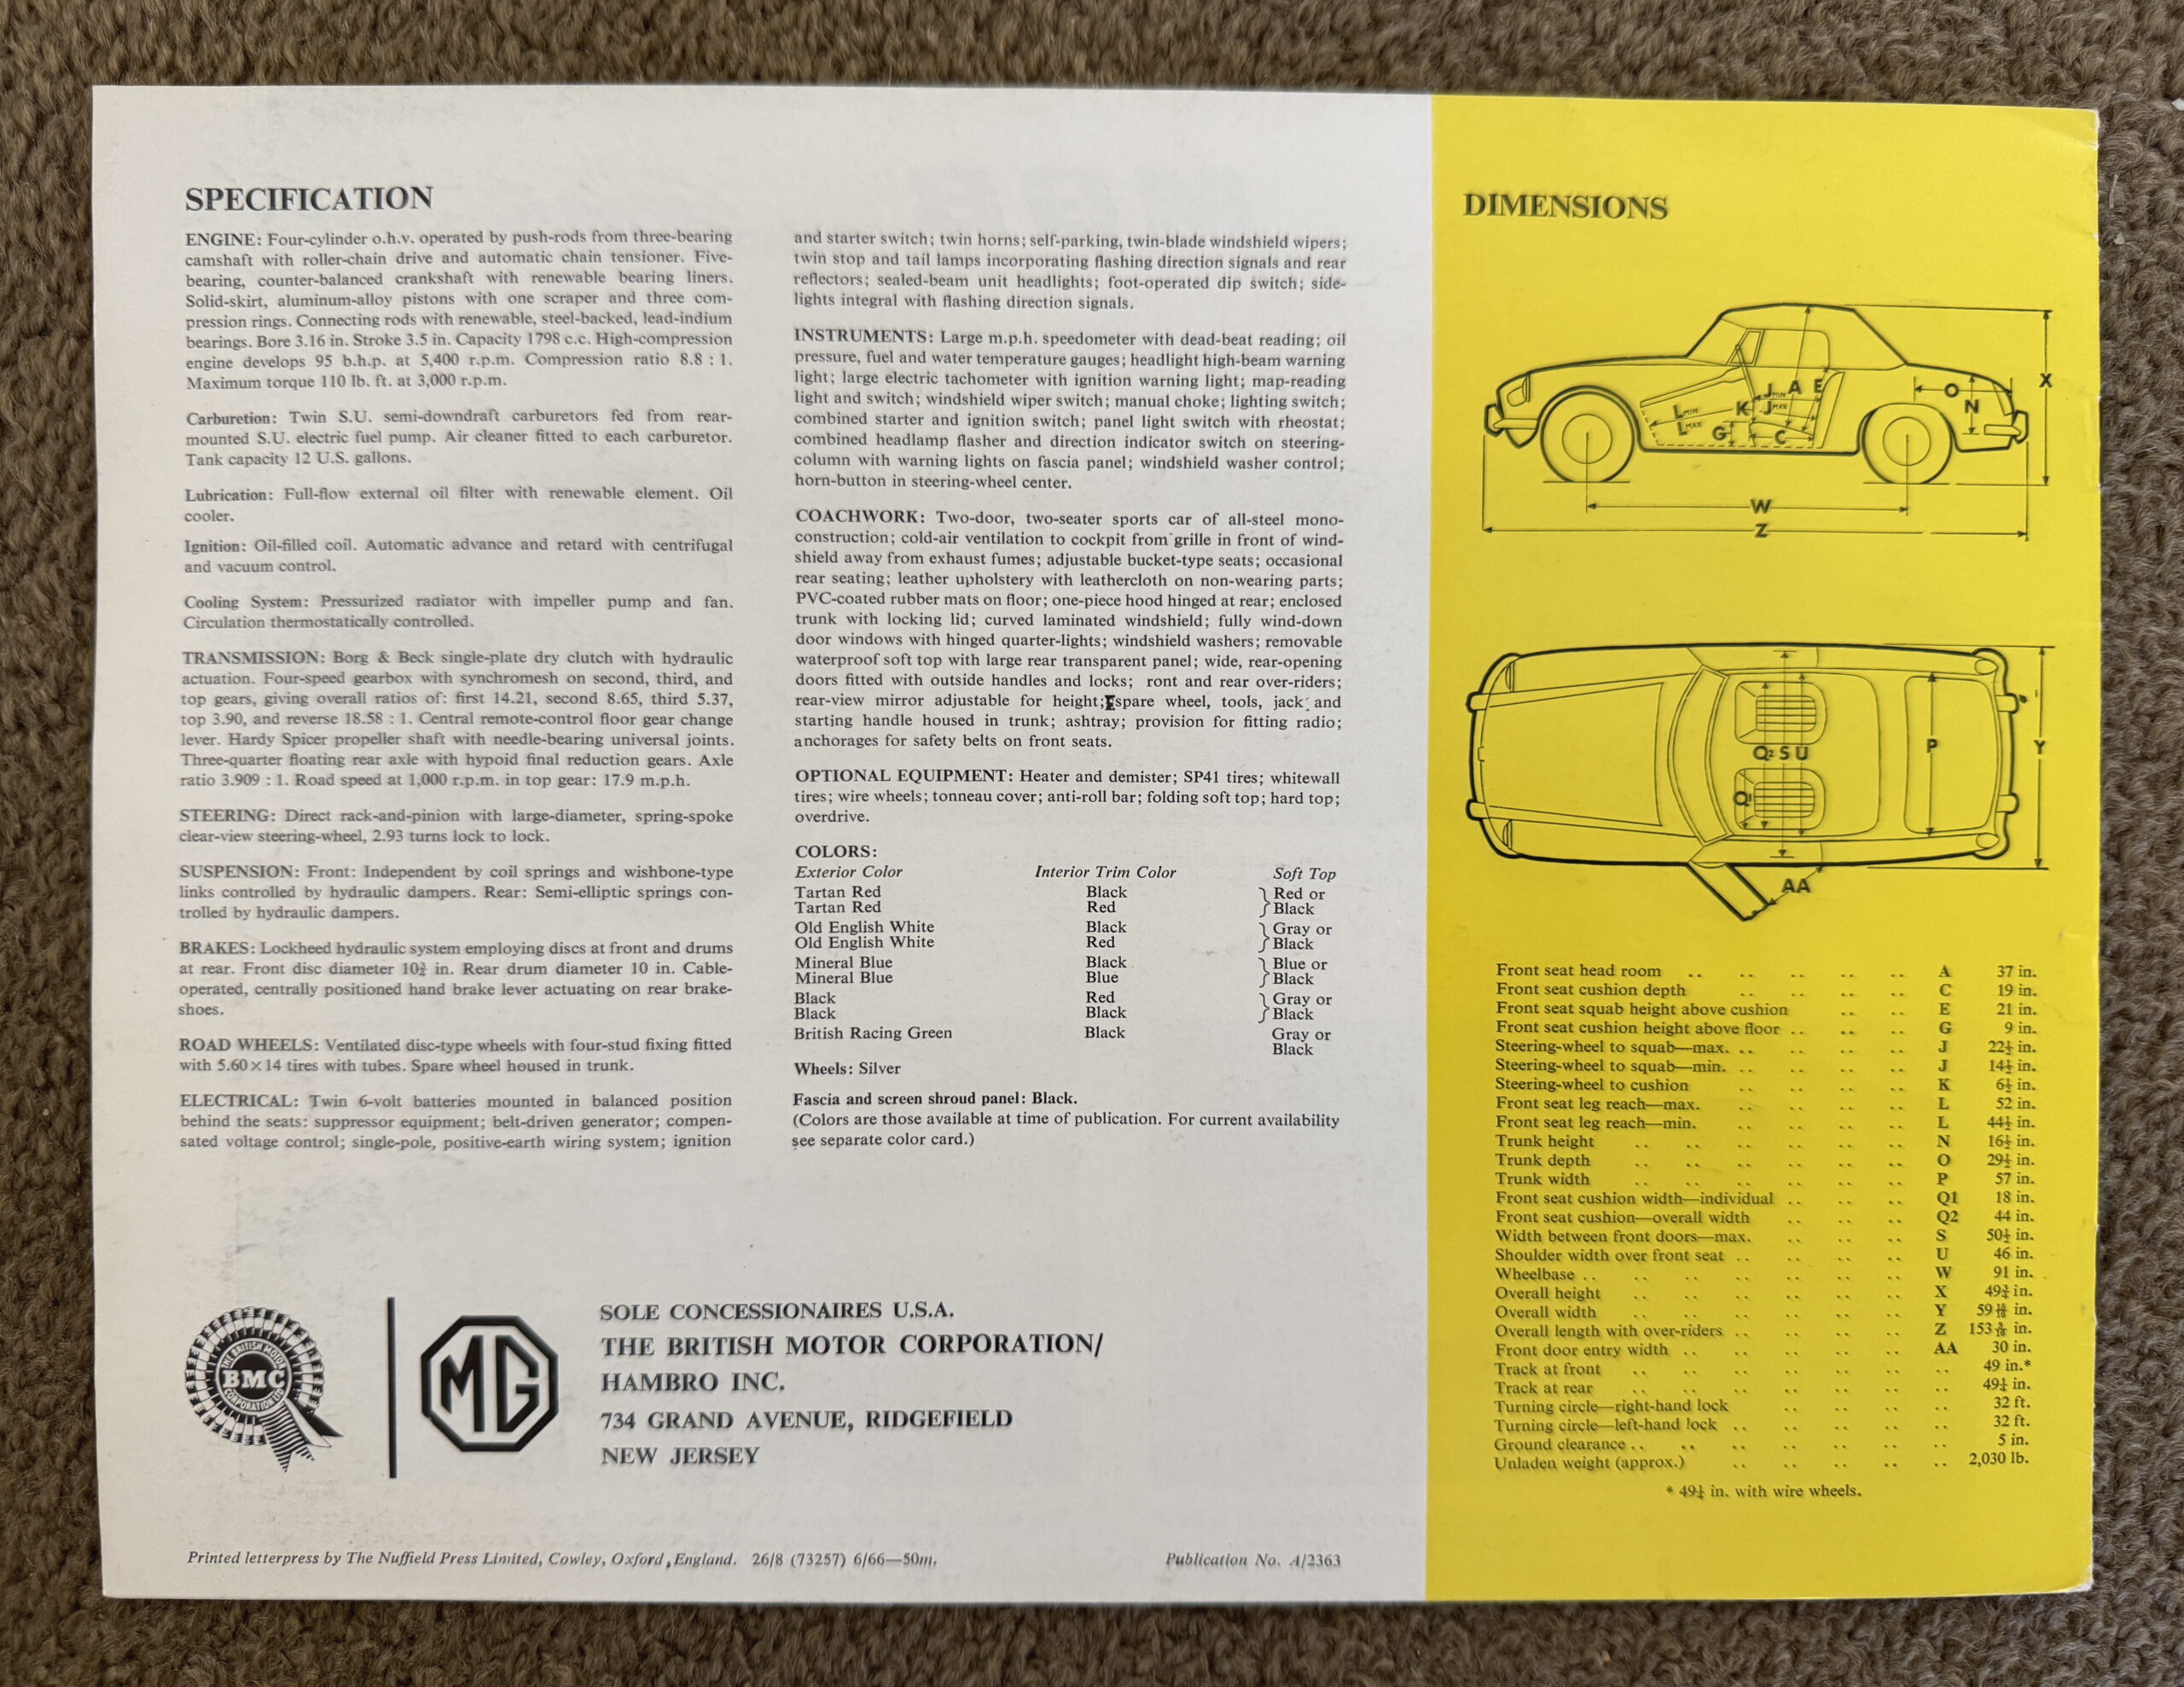 SPECIFICATION
ENGINE: Four-cylinder o.h.v. operated by push-rods from three-bearing
camshaft with roller-chain drive and automatic chain tensioner. Five-
bearing, counter-balanced crankshaft with renewable bearing liners.
Solid-skirt, aluminum-alloy pistons with one scraper and three com-
pression rings. Connecting rods with renewable, steel-backed, lead-indium
bearings. Bore 3.16 in. Stroke 3.5 in. Capacity 1798 c.c. High-compression
engine develops 95 b.h.p. at 5,400 r.p.m. Compression ratio 8.8 : 1.
Maximum torque 110 lb. ft. at 3,000 r.p.m.
Carburetion: Twin S.U. semi-downdraft carburetors fed from rear-
mounted S.U. electric fuel pump. Air cleaner fitted to each carburetor.
Tank capacity 12 U.S. gallons.
Lubrication: Full-flow external oil filter with renewable element. Oil
cooler.
Ignition: Oil-filled coil. Automatic advance and retard with centrifugal
and vacuum control.
Cooling System: Pressurized radiator with impeller pump and fan.
Circulation thermostatically controlled.
TRANSMISSION: Borg & Beck single-plate dry clutch with hydraulic
actuation. Four-speed gearbox with synchromesh on second, third, and
top gears, giving overall ratios of: first 14.21, second 8.65, third 5.37,
top 3.90, and reverse 18.58 : 1. Central remote-control floor gear change
lever. Hardy Spicer propeller shaft with needle-bearing universal joints.
Three-quarter floating rear axle with hypoid final reduction gears. Axle
ratio 3.909 : 1. Road speed at 1,000 r.p.m. in top gear: 17.9 m.p.h.
STEERING: Direct rack-and-pinion with large-diameter, spring-spoke
clear-view steering-wheel, 2.93 turns lock to lock.
SUSPENSION: Front: Independent by coil springs and wishbone-type
links controlled by hydraulic dampers. Rear: Semi-elliptic springs con-
trolled by hydraulic dampers.
BRAKES: Lockheed hydraulic system employing discs at front and drums
at rear. Front disc diameter 10¾ in. Rear drum diameter 10 in. Cable-
operated, centrally positioned hand brake lever actuating on rear brake-
shoes.
ROAD WHEELS: Ventilated disc-type wheels with four-stud fixing fitted
with 5.60 × 14 tires with tubes. Spare wheel housed in trunk.
ELECTRICAL: Twin 6-volt batteries mounted in balanced position
behind the seats: suppressor equipment; belt-driven generator; compen-
sated voltage control; single-pole, positive-earth wiring system; ignition
and starter switch; twin horns; self-parking, twin-blade windshield wipers;
twin stop and tail lamps incorporating flashing direction signals and rear
reflectors; sealed-beam unit headlights; foot-operated dip switch; side-
lights integral with flashing direction signals.
INSTRUMENTS: Large m.p.h. speedometer with dead-beat reading; oil
pressure, fuel and water temperature gauges; headlight high-beam warning
light; large electric tachometer with ignition warning light; map-reading
light and switch; windshield wiper switch; manual choke; lighting switch;
combined starter and ignition switch; panel light switch with rheostat;
combined headlamp flasher and direction indicator switch on steering-
column with warning lights on fascia panel; windshield washer control;
horn-button in steering-wheel center.
COACHWORK: Two-door, two-seater sports car of all-steel mono-
construction; cold-air ventilation to cockpit from grille in front of wind-
shield away from exhaust fumes; adjustable bucket-type seats; occasional
rear seating; leather upholstery with leathercloth on non-wearing parts;
PVC-coated rubber mats on floor; one-piece hood hinged at rear; enclosed
trunk with locking lid; curved laminated windshield; fully wind-down
door windows with hinged quarter-lights; windshield washers; removable
waterproof soft top with large rear transparent panel; wide, rear-opening
doors fitted with outside handles and locks; ront and rear over-riders;
rear-view mirror adjustable for height; spare wheel, tools, jack and
starting handle housed in trunk; ashtray; provision for fitting radio;
anchorages for safety belts on front seats.
OPTIONAL EQUIPMENT: Heater and demister; SP41 tires; whitewall
tires; wire wheels; tonneau cover; anti-roll bar; folding soft top; hard top;
overdrive.
COLORS:
Exterior Color Interior Trim Color Soft Top
Tartan Red Black } Red or
Tartan Red Red } Black
Old English White Black } Gray or
Old English White Red } Black
Mineral Blue Black } Blue or
Mineral Blue Blue } Black
Black Red } Gray or
Black Black } Black
British Racing Green Black Gray or
Black
Wheels: Silver
Fascia and screen shroud panel: Black.
(Colors are those available at time of publication. For current availability
see separate color card.)
BMC
THE BRITISH MOTOR
CORPORATION LTD
MG
SOLE CONCESSIONAIRES U.S.A.
THE BRITISH MOTOR CORPORATION/
HAMBRO INC.
734 GRAND AVENUE, RIDGEFIELD
NEW JERSEY
Printed letterpress by The Nuffield Press Limited, Cowley, Oxford, England. 26/8 (73257) 6/66—50m.
Publication No. A/2363
DIMENSIONS
X
J MIN A E
O
L MIN K J MAX
N
L MAX G C
W
Z
Q2 S U P Y
Q1
AA
Front seat head room .. .. .. .. .. A 37 in.
Front seat cushion depth .. .. .. .. C 19 in.
Front seat squab height above cushion .. .. E 21 in.
Front seat cushion height above floor .. .. .. G 9 in.
Steering-wheel to squab—max. .. .. .. .. J 22½ in.
Steering-wheel to squab—min. .. .. .. .. J 14½ in.
Steering-wheel to cushion .. .. .. .. K 6½ in.
Front seat leg reach—max. .. .. .. .. L 52 in.
Front seat leg reach—min. .. .. .. .. L 44½ in.
Trunk height .. .. .. .. .. .. N 16½ in.
Trunk depth .. .. .. .. .. .. O 29½ in.
Trunk width .. .. .. .. .. .. P 57 in.
Front seat cushion width—individual .. .. .. Q1 18 in.
Front seat cushion—overall width .. .. .. Q2 44 in.
Width between front doors—max. .. .. .. S 50½ in.
Shoulder width over front seat .. .. .. .. U 46 in.
Wheelbase .. .. .. .. .. .. .. W 91 in.
Overall height .. .. .. .. .. .. X 49¾ in.
Overall width .. .. .. .. .. .. Y 59 in.
Overall length with over-riders .. .. .. .. Z 153 in.
Front door entry width .. .. .. .. .. AA 30 in.
Track at front .. .. .. .. .. .. .. 49 in.*
Track at rear .. .. .. .. .. .. .. 49¼ in.
Turning circle—right-hand lock .. .. .. .. 32 ft.
Turning circle—left-hand lock .. .. .. .. .. 32 ft.
Ground clearance .. .. .. .. .. .. .. 5 in.
Unladen weight (approx.) .. .. .. .. .. 2,030 lb.
* 49¼ in. with wire wheels.